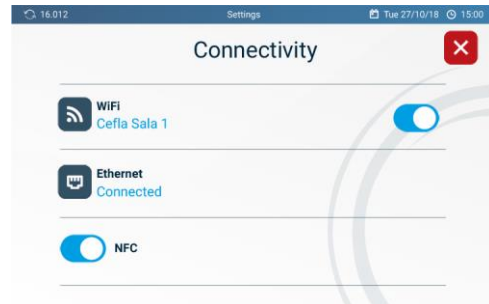 16.012 Settings Tue 27/10/18 15:00
Connectivity
WiFi
Cefla Sala 1
Ethernet
Connected
NFC